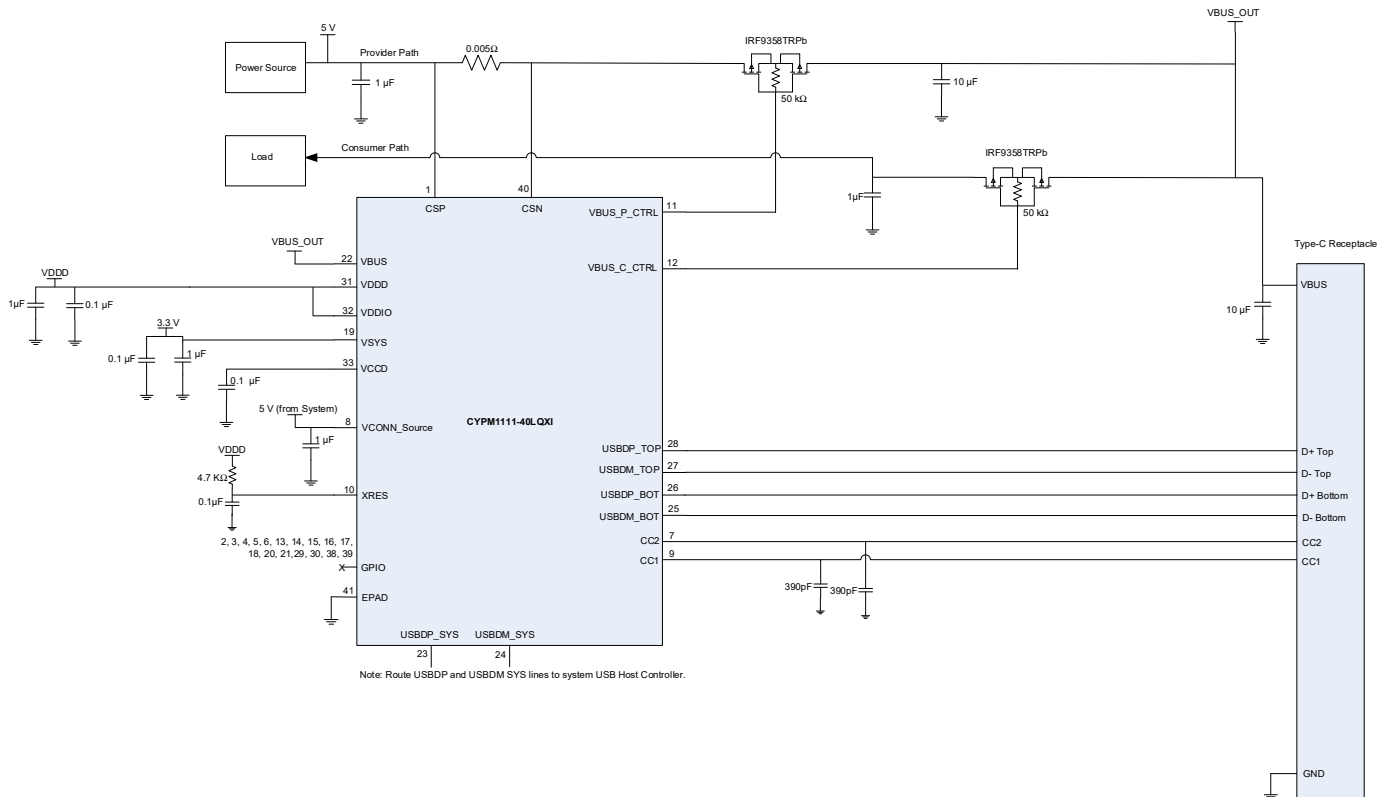 VBUS_OUT
5 V
Power Source
Provider Path
0.005Ω
IRF9358TRPb
1 µF
50 kΩ
10 µF
Load
Consumer Path
IRF9358TRPb
1µF
50 kΩ
1
40
CSP
CSN
VBUS_P_CTRL
11
VBUS_C_CTRL
12
Type-C Receptacle
VBUS
10 µF
VBUS_OUT
22
VBUS
VDDD
31
VDDD
1µF
0.1 µF
32
VDDIO
3.3 V
19
VSYS
0.1 µF
1 µF
33
VCCD
0.1 µF
5 V (from System)
8
VCONN_Source
1 µF
CYPM1111-40LQXI
VDDD
4.7 KΩ
10
XRES
0.1µF
2, 3, 4, 5, 6, 13, 14, 15, 16, 17,
18, 20, 21,29, 30, 38, 39
GPIO
41
EPAD
USBDP_TOP
28
D+ Top
USBDM_TOP
27
D- Top
USBDP_BOT
26
D+ Bottom
USBDM_BOT
25
D- Bottom
CC2
7
CC2
CC1
9
CC1
390pF
390pF
USBDP_SYS
USBDM_SYS
23
24
Note: Route USBDP and USBDM SYS lines to system USB Host Controller.
GND